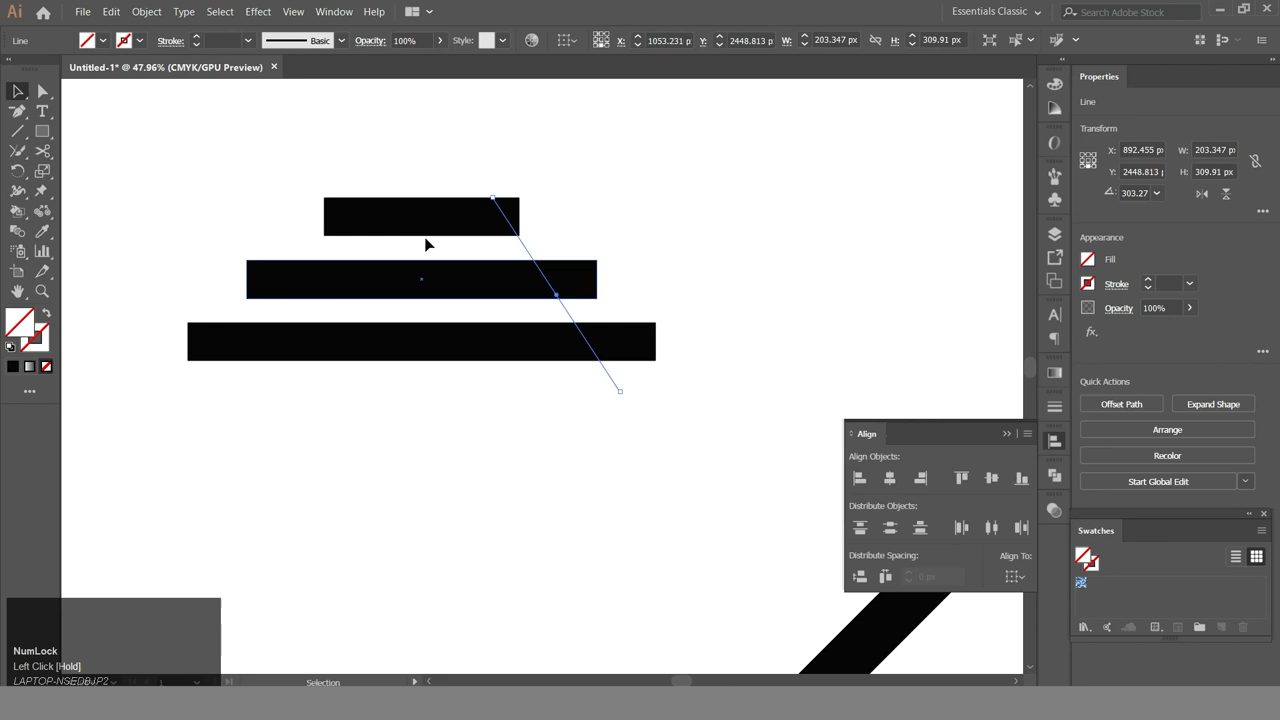 Ai File Edit Object Type Select Effect View Window Help Essentials Classic Search Adobe Stock
Line Stroke: Basic Opacity: 100% Style: X: 1053.231 p Y: 2448.813 p W: 203.347 px H: 309.91 px
Untitled-1* @ 47.96% (CMYK/GPU Preview)
Properties
Line
Transform
X: 892.455 p W: 203.347 p
Y: 2448.813 H: 309.91 px
303.27
Appearance
Fill
Stroke
Opacity 100%
fx.
Quick Actions
Offset Path Expand Shape
Arrange
Recolor
Start Global Edit
Align
Align Objects:
Distribute Objects:
Distribute Spacing: Align To:
0 px
Swatches
NumLock
Left Click [Hold]
LAPTOP-NSEDBJP2
1
Selection